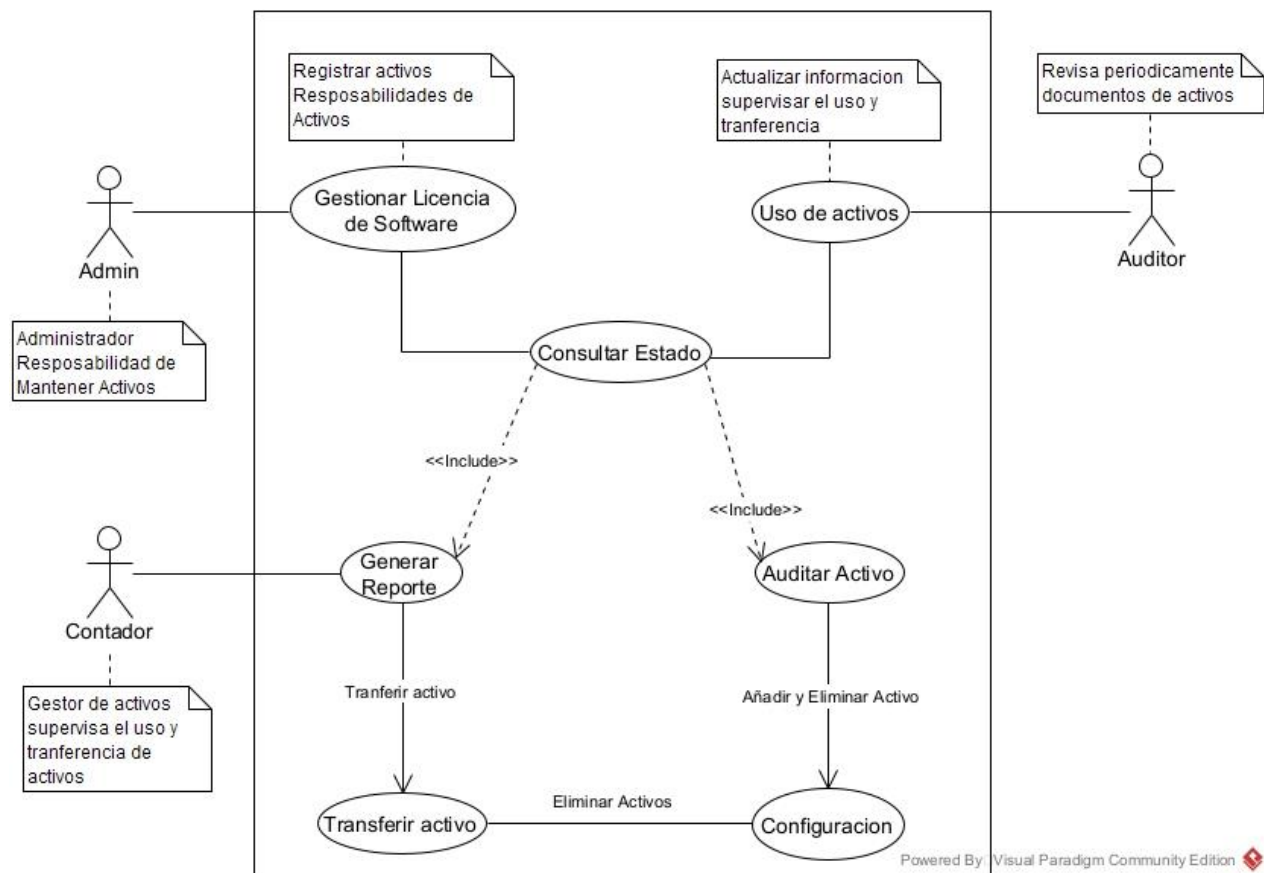 Registrar activos
Resposabilidades de
Activos
Actualizar informacion
supervisar el uso y
tranferencia
Revisa periodicamente
documentos de activos
Gestionar Licencia
de Software
Uso de activos
Admin
Auditor
Administrador
Resposabilidad de
Mantener Activos
Consultar Estado
<<Include>>
<<Include>>
Generar
Reporte
Auditar Activo
Contador
Gestor de activos
supervisa el uso y
tranferencia de
activos
Tranferir activo
Añadir y Eliminar Activo
Transferir activo
Eliminar Activos
Configuracion
Powered By Visual Paradigm Community Edition